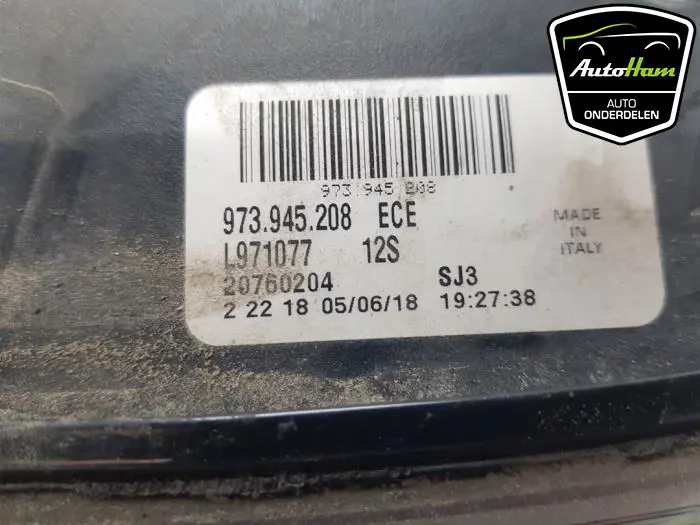 AutoHam
AUTO
ONDERDELEN
973 945 208
973.945.208 ECE
L971077 12S
20760204 SJ3
2 22 18 05/06/18 19:27:38
MADE
IN
ITALY